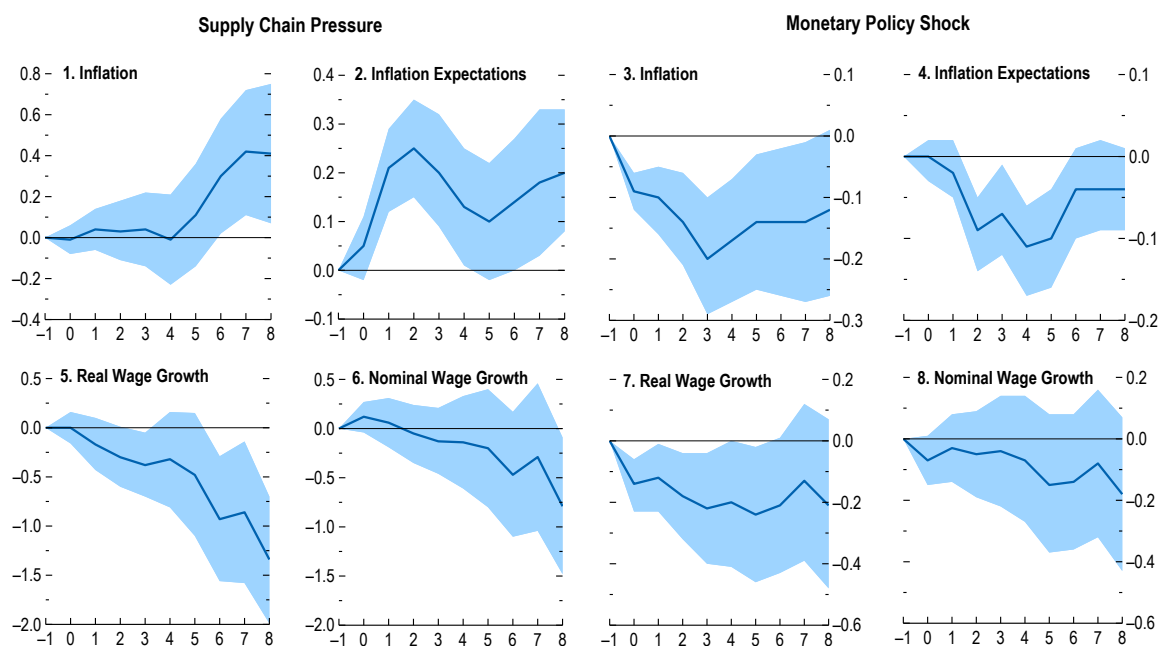 Supply Chain Pressure
Monetary Policy Shock
1. Inflation
0.8
0.6
0.4
0.2
0.0
–0.2
–0.4
–1 0 1 2 3 4 5 6 7 8
2. Inflation Expectations
0.4
0.3
0.2
0.1
0.0
–0.1
–1 0 1 2 3 4 5 6 7 8
3. Inflation
0.1
0.0
–0.1
–0.2
–0.3
–1 0 1 2 3 4 5 6 7 8
4. Inflation Expectations
0.1
0.0
–0.1
–0.2
–1 0 1 2 3 4 5 6 7 8
5. Real Wage Growth
0.5
0.0
–0.5
–1.0
–1.5
–2.0
–1 0 1 2 3 4 5 6 7 8
6. Nominal Wage Growth
0.5
0.0
–0.5
–1.0
–1.5
–2.0
–1 0 1 2 3 4 5 6 7 8
7. Real Wage Growth
0.2
0.0
–0.2
–0.4
–0.6
–1 0 1 2 3 4 5 6 7 8
8. Nominal Wage Growth
0.2
0.0
–0.2
–0.4
–0.6
–1 0 1 2 3 4 5 6 7 8